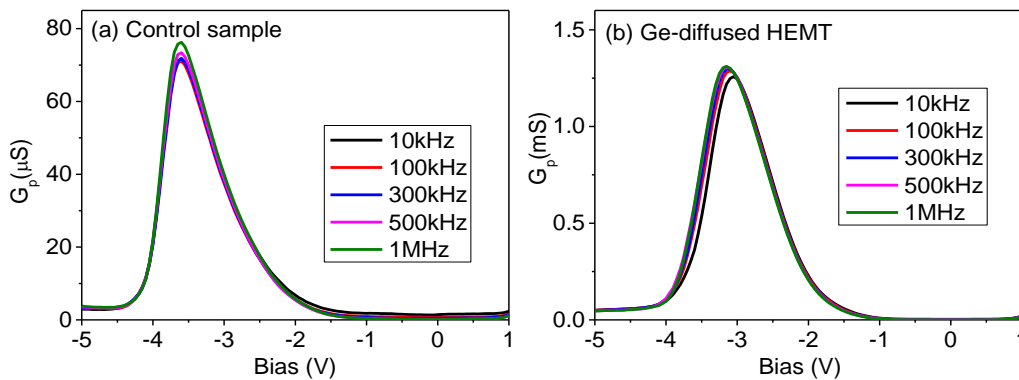 (a) Control sample
80
60
40
20
0
G_p(μS)
10kHz
100kHz
300kHz
500kHz
1MHz
-5 -4 -3 -2 -1 0 1
Bias (V)
(b) Ge-diffused HEMT
1.5
1.0
0.5
0.0
G_p(mS)
10kHz
100kHz
300kHz
500kHz
1MHz
-5 -4 -3 -2 -1 0 1
Bias (V)